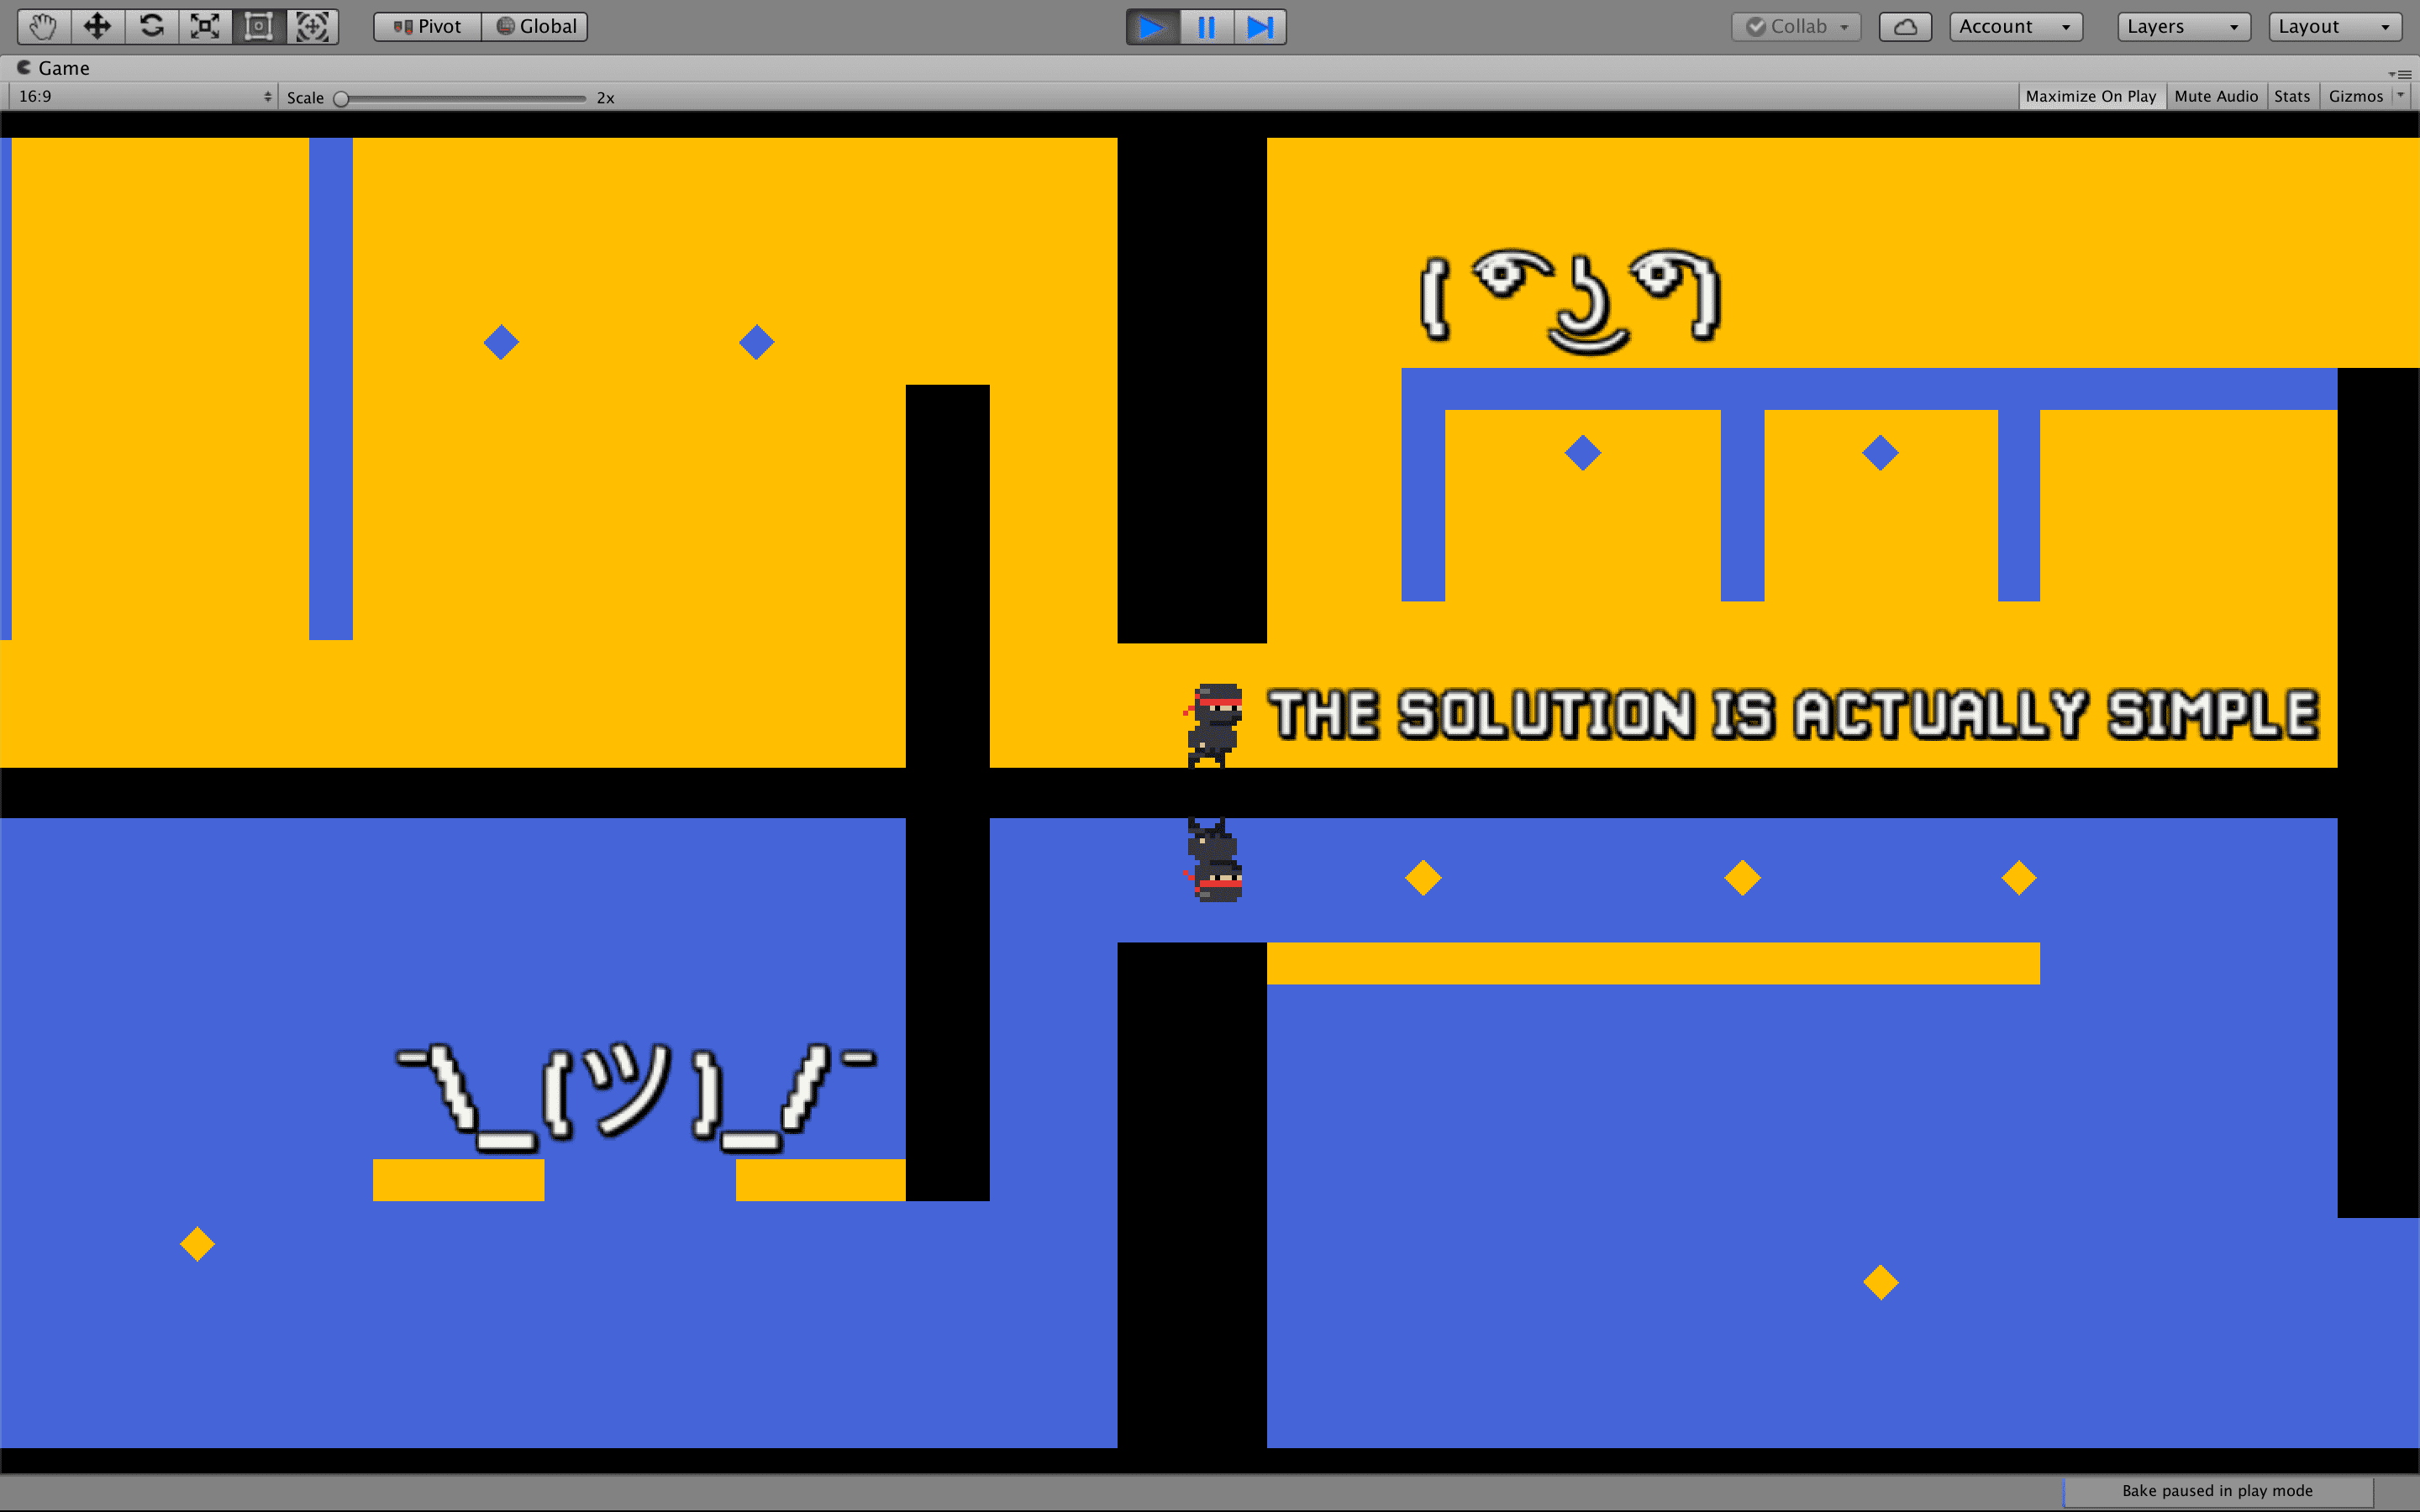 Pivot Global Collab Account Layers Layout
Game
16:9 Scale 2x Maximize On Play Mute Audio Stats Gizmos
( ͡° ͜ʖ ͡°)
THE SOLUTION IS ACTUALLY SIMPLE
¯\_(ツ)_/¯
Bake paused in play mode